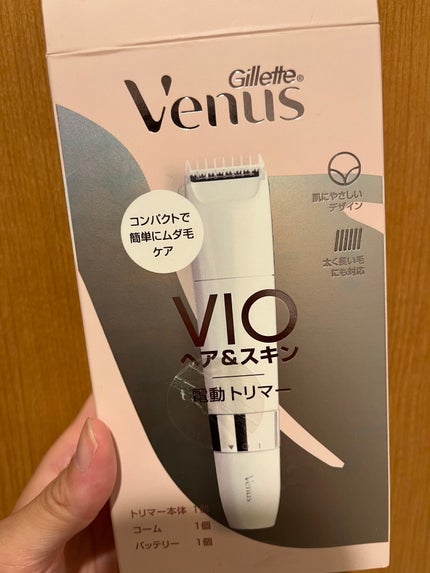 Gillette®
Venus
肌にやさしい
デザイン
コンパクトで
簡単にムダ毛
ケア
太く長い毛
にも対応
VIO
ヘア&スキン
電動トリマー
Venus
トリマー本体 1個
コーム 1個
バッテリー 1個